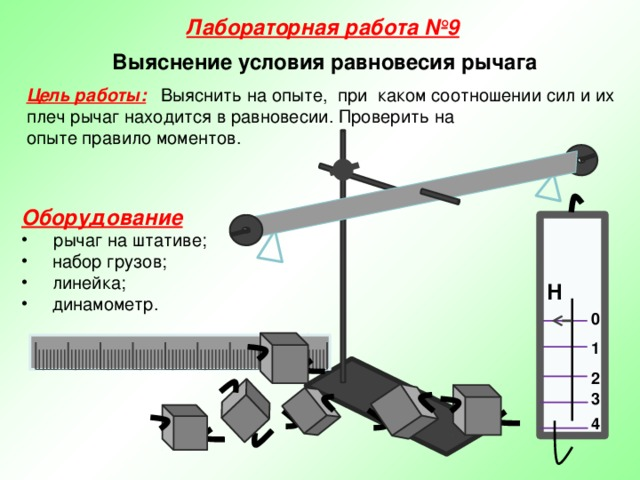 Лабораторная работа №9
Выяснение условия равновесия рычага
Цель работы: Выяснить на опыте, при каком соотношении сил и их
плеч рычаг находится в равновесии. Проверить на
опыте правило моментов.
Оборудование
• рычаг на штативе;
• набор грузов;
• линейка;
• динамометр.
Н
0
1
2
3
4